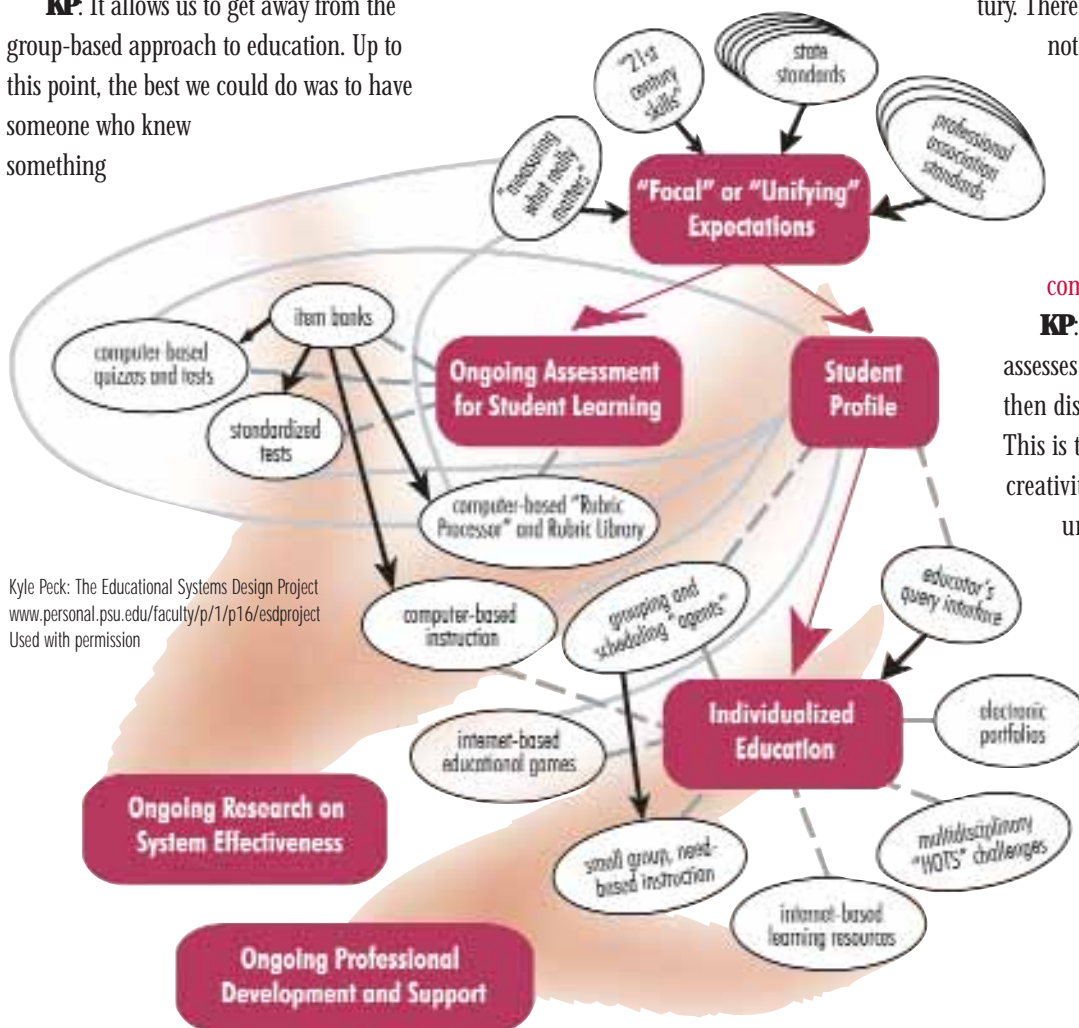 KP: It allows us to get away from the
group-based approach to education. Up to
this point, the best we could do was to have
someone who knew
something
tury. There
not
"21st
century
skills"
state
standards
professional
association
standards
"measuring
what really
matters"
"Focal" or "Unifying"
Expectations
com
KP:
assesses
then dis
This is t
creativit
un
item banks
computer-based
quizzes and tests
standardized
tests
Ongoing Assessment
for Student Learning
Student
Profile
computer-based "Rubric
Processor" and Rubric Library
Kyle Peck: The Educational Systems Design Project
www.personal.psu.edu/faculty/p/1/p16/esdproject
Used with permission
computer-based
instruction
grouping and
scheduling "agents"
educator's
query interface
Individualized
Education
electronic
portfolios
internet-based
educational games
Ongoing Research on
System Effectiveness
small group, need-
based instruction
multidisciplinary
"HOTS" challenges
internet-based
learning resources
Ongoing Professional
Development and Support